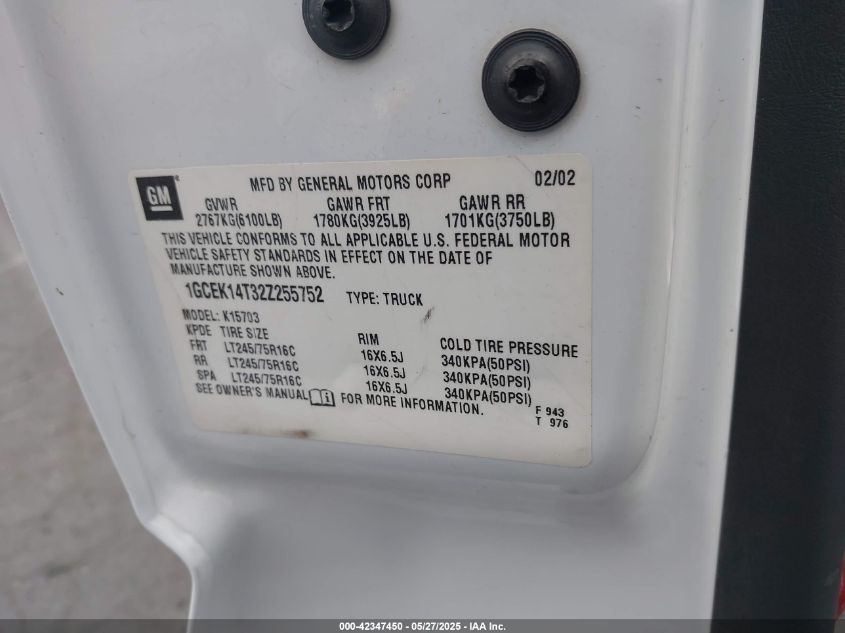 GM
MFD BY GENERAL MOTORS CORP 02/02
GVWR GAWR FRT GAWR RR
2767KG(6100LB) 1780KG(3925LB) 1701KG(3750LB)
THIS VEHICLE CONFORMS TO ALL APPLICABLE U.S. FEDERAL MOTOR
VEHICLE SAFETY STANDARDS IN EFFECT ON THE DATE OF
MANUFACTURE SHOWN ABOVE.
1GCEK14T32Z255752 TYPE: TRUCK
MODEL: K15703
KPDE TIRE SIZE RIM COLD TIRE PRESSURE
FRT LT245/75R16C 16X6.5J 340KPA(50PSI)
RR LT245/75R16C 16X6.5J 340KPA(50PSI)
SPA LT245/75R16C 16X6.5J 340KPA(50PSI)
SEE OWNER'S MANUAL i FOR MORE INFORMATION.
F 943
T 976
000-42347450 — 05/27/2025 — IAA Inc.